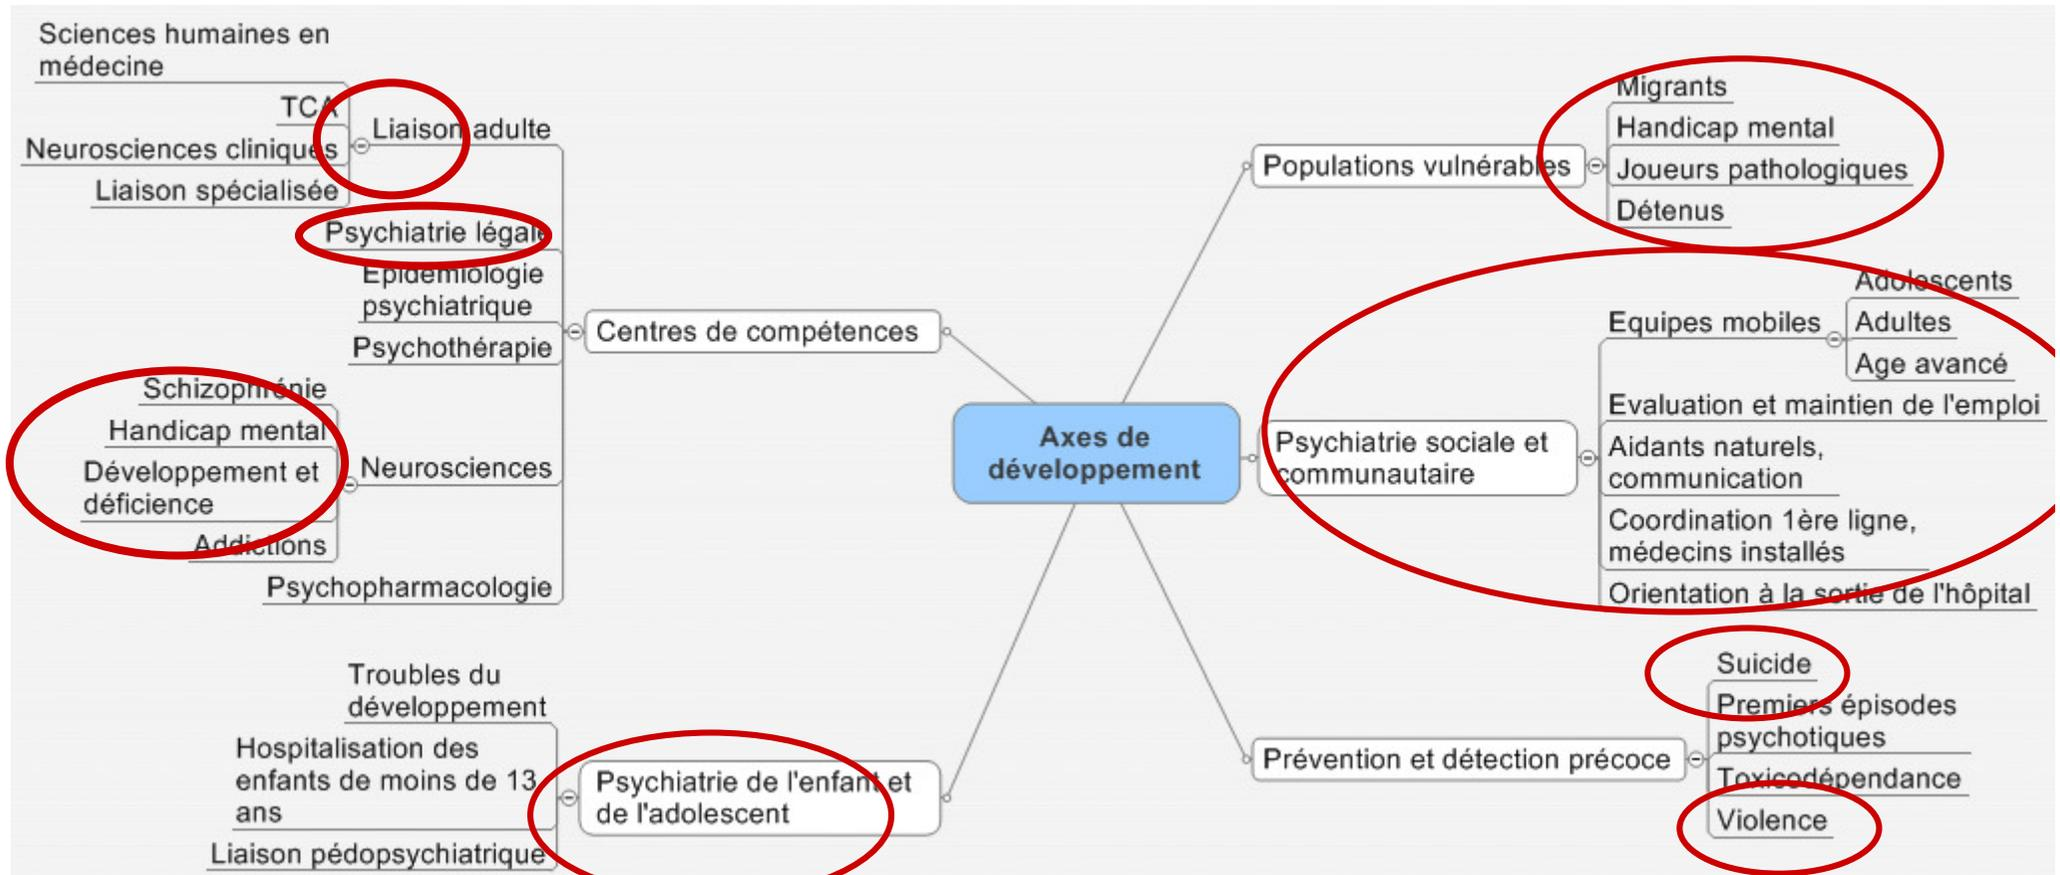 Sciences humaines en
médecine
TCA
Neurosciences cliniques
Liaison spécialisée
Liaison adulte
Psychiatrie légale
Epidémiologie
psychiatrique
Psychothérapie
Schizophrénie
Handicap mental
Développement et
déficience
Addictions
Neurosciences
Psychopharmacologie
Centres de compétences
Troubles du
développement
Hospitalisation des
enfants de moins de 13
ans
Liaison pédopsychiatrique
Psychiatrie de l'enfant et
de l'adolescent
Axes de
développement
Populations vulnérables
Migrants
Handicap mental
Joueurs pathologiques
Détenus
Psychiatrie sociale et
communautaire
Equipes mobiles
Adolescents
Adultes
Age avancé
Evaluation et maintien de l'emploi
Aidants naturels,
communication
Coordination 1ère ligne,
médecins installés
Orientation à la sortie de l'hôpital
Prévention et détection précoce
Suicide
Premiers épisodes
psychotiques
Toxicodépendance
Violence